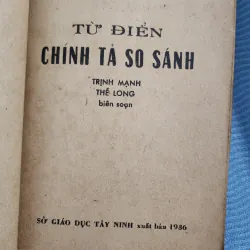 TỪ ĐIỂN
CHÍNH TẢ SO SÁNH
TRỊNH MẠNH
THẾ LONG
biên soạn
SỞ GIÁO DỤC TÂY NINH xuất bản 1986